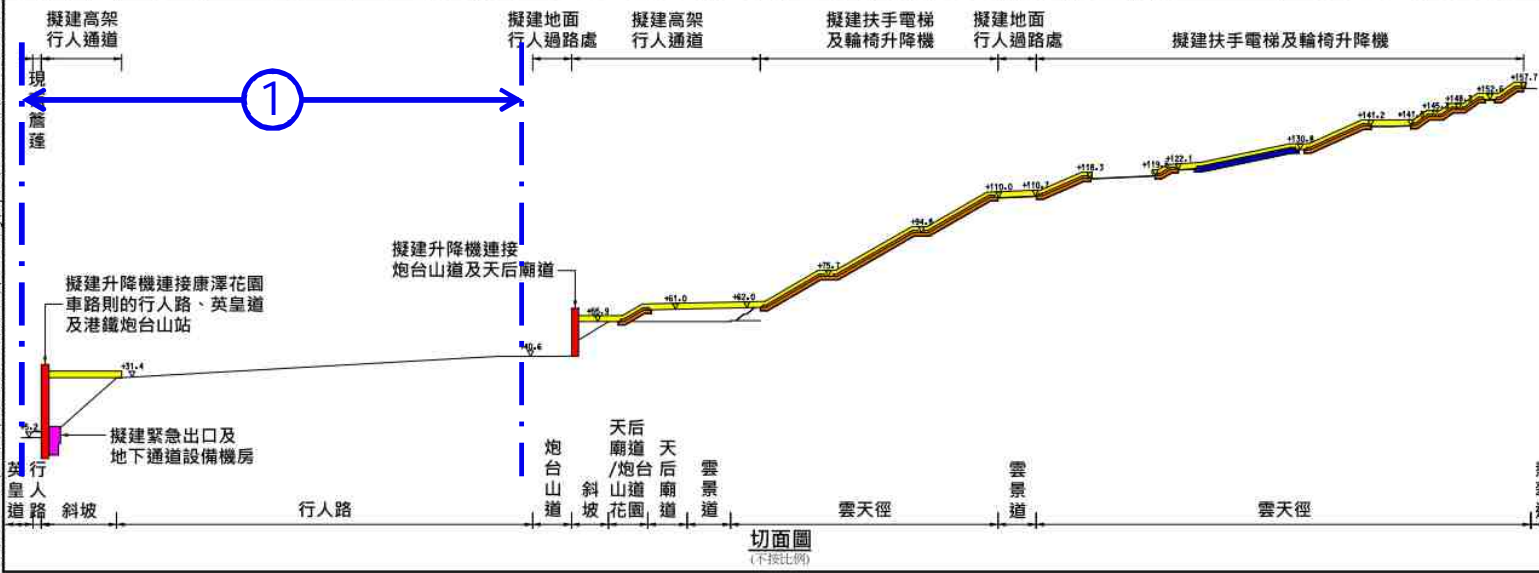 擬建高架
行人通道
擬建地面
行人過路處
擬建高架
行人通道
擬建扶手電梯
及輪椅升降機
擬建地面
行人過路處
擬建扶手電梯及輪椅升降機
現
簷
蓬
1
+157.7
+152.6
+141.2
+130.8
+122.1
+118.3
+110.0
+110.7
+94.8
+75.7
+61.0
+62.0
擬建升降機連接
炮台山道及天后廟道
擬建升降機連接康澤花園
車路則的行人路、英皇道
及港鐵炮台山站
+31.4
擬建緊急出口及
地下通道設備機房
英皇道
行人路
斜坡
行人路
炮台山道
斜坡
天后廟道/炮台山道花園
天后廟道
雲景道
雲天徑
雲景道
雲天徑
切面圖
(不按比例)